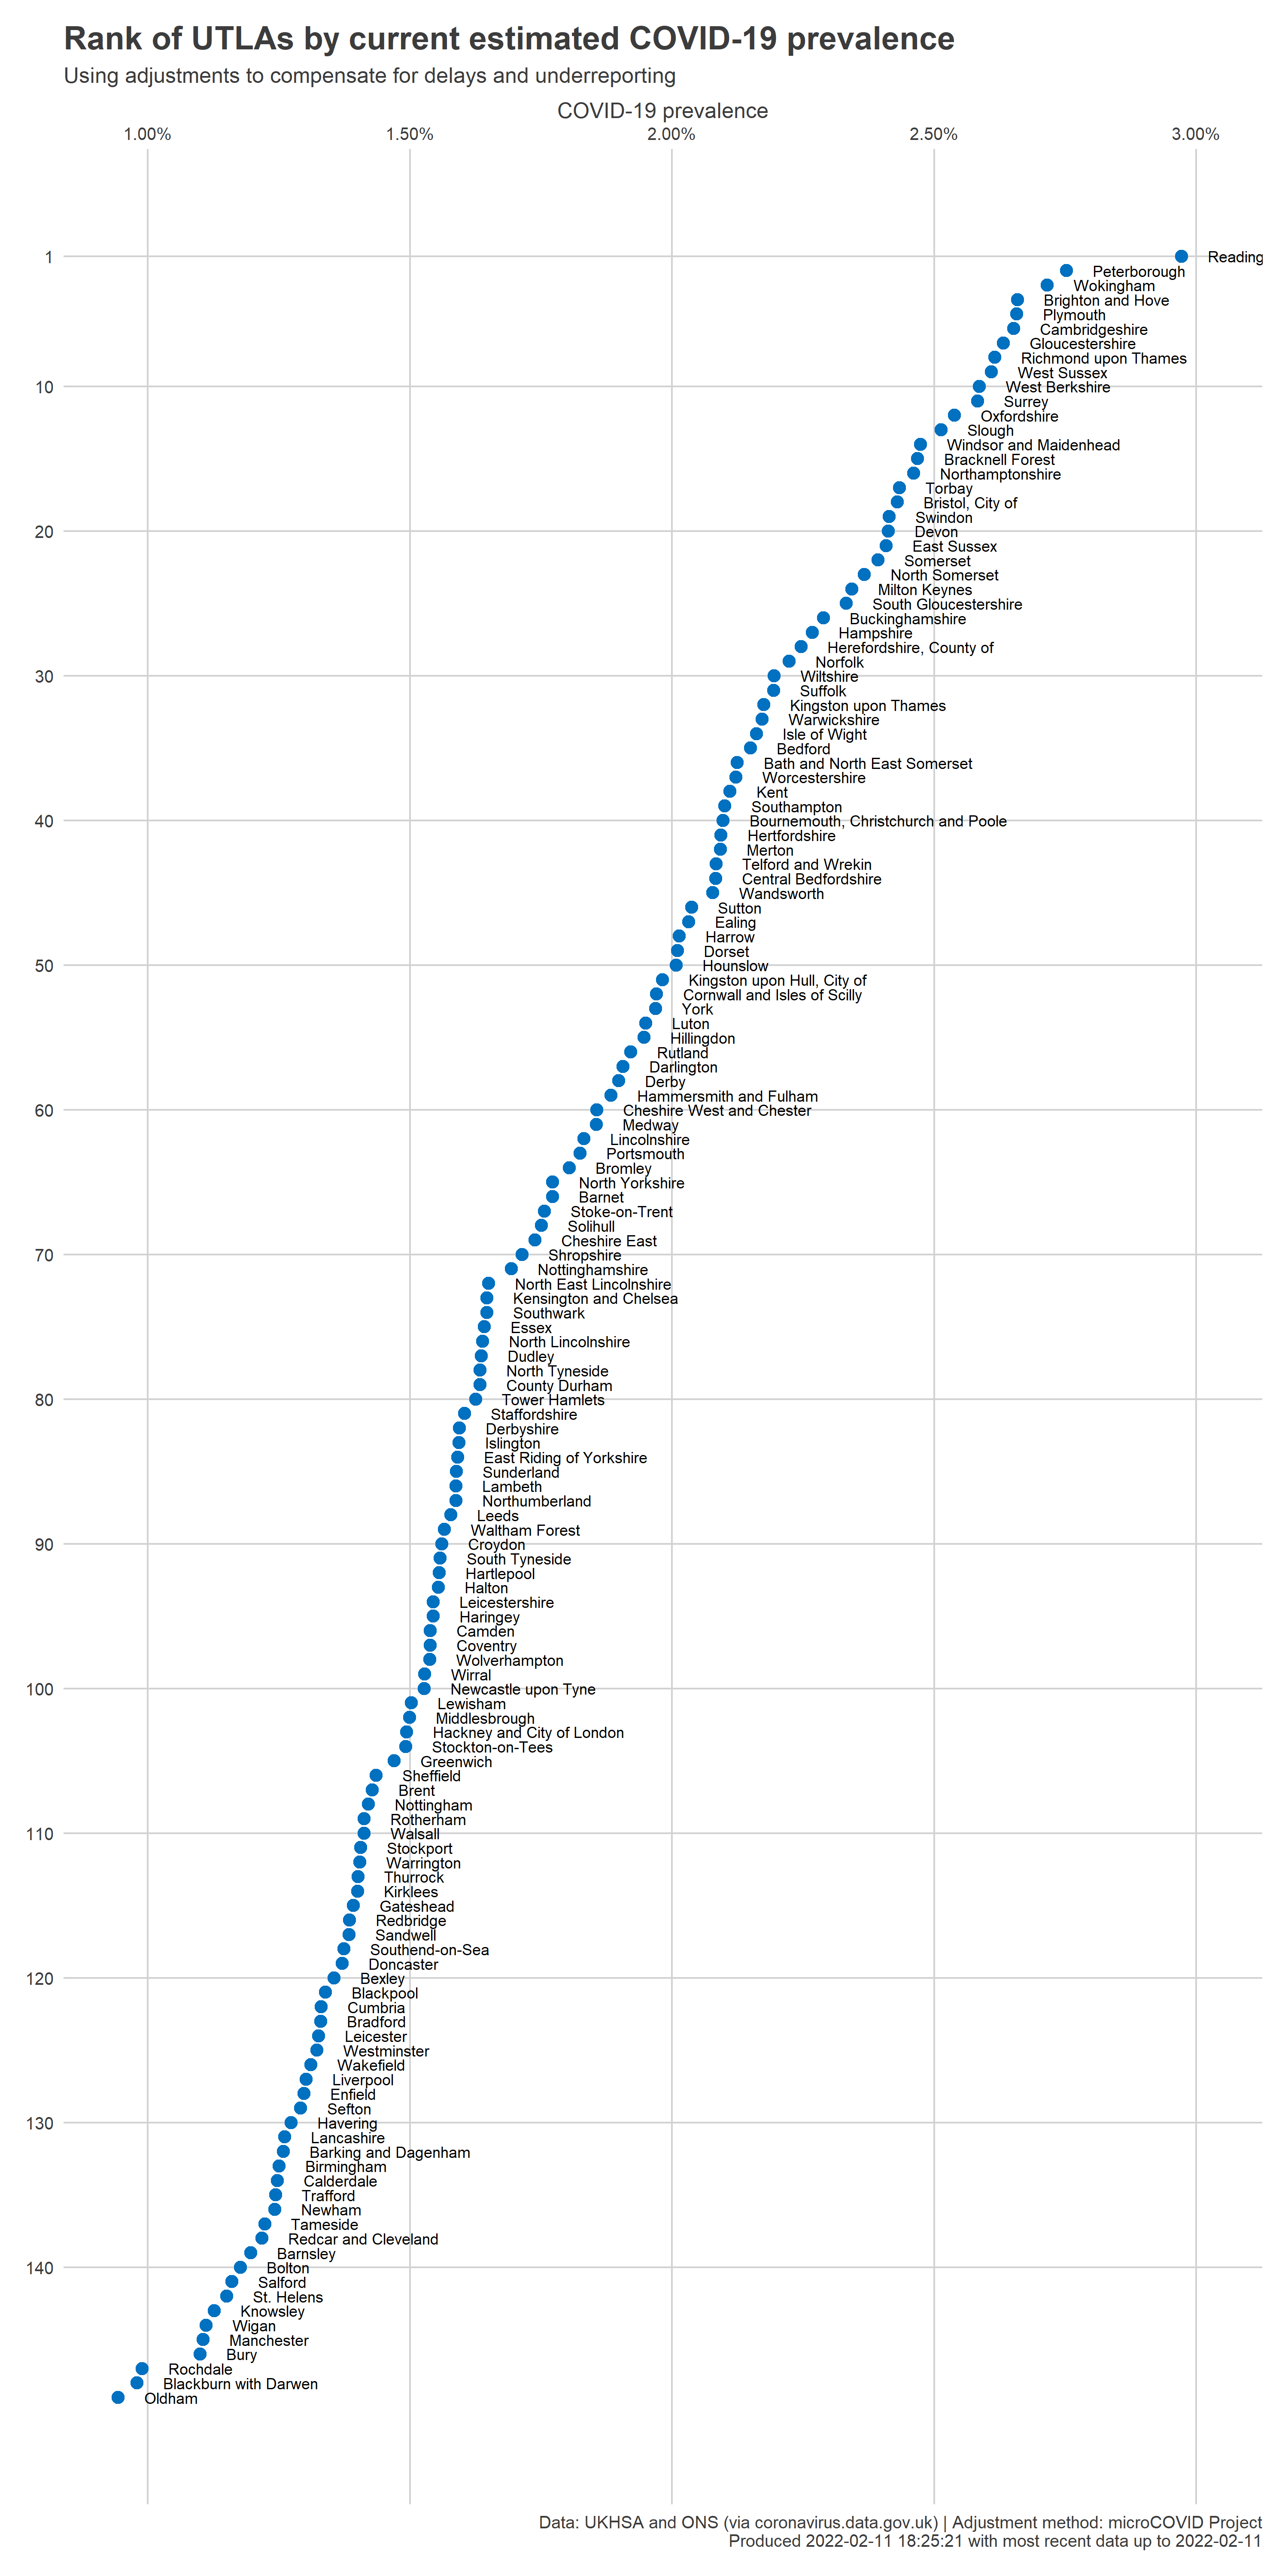 Rank of UTLAs by current estimated COVID-19 prevalence
Using adjustments to compensate for delays and underreporting
COVID-19 prevalence
1.00% 1.50% 2.00% 2.50% 3.00%
1 Reading
Peterborough
Wokingham
Brighton and Hove
Plymouth
Cambridgeshire
Gloucestershire
Richmond upon Thames
West Sussex
10 West Berkshire
Surrey
Oxfordshire
Slough
Windsor and Maidenhead
Bracknell Forest
Northamptonshire
Torbay
Bristol, City of
Swindon
20 Devon
East Sussex
Somerset
North Somerset
Milton Keynes
South Gloucestershire
Buckinghamshire
Hampshire
Herefordshire, County of
Norfolk
30 Wiltshire
Suffolk
Kingston upon Thames
Warwickshire
Isle of Wight
Bedford
Bath and North East Somerset
Worcestershire
Kent
Southampton
40 Bournemouth, Christchurch and Poole
Hertfordshire
Merton
Telford and Wrekin
Central Bedfordshire
Wandsworth
Sutton
Ealing
Harrow
Dorset
50 Hounslow
Kingston upon Hull, City of
Cornwall and Isles of Scilly
York
Luton
Hillingdon
Rutland
Darlington
Derby
Hammersmith and Fulham
60 Cheshire West and Chester
Medway
Lincolnshire
Portsmouth
Bromley
North Yorkshire
Barnet
Stoke-on-Trent
Solihull
Cheshire East
70 Shropshire
Nottinghamshire
North East Lincolnshire
Kensington and Chelsea
Southwark
Essex
North Lincolnshire
Dudley
North Tyneside
County Durham
80 Tower Hamlets
Staffordshire
Derbyshire
Islington
East Riding of Yorkshire
Sunderland
Lambeth
Northumberland
Leeds
Waltham Forest
90 Croydon
South Tyneside
Hartlepool
Halton
Leicestershire
Haringey
Camden
Coventry
Wolverhampton
Wirral
100 Newcastle upon Tyne
Lewisham
Middlesbrough
Hackney and City of London
Stockton-on-Tees
Greenwich
Sheffield
Brent
Nottingham
Rotherham
110 Walsall
Stockport
Warrington
Thurrock
Kirklees
Gateshead
Redbridge
Sandwell
Southend-on-Sea
Doncaster
120 Bexley
Blackpool
Cumbria
Bradford
Leicester
Westminster
Wakefield
Liverpool
Enfield
Sefton
130 Havering
Lancashire
Barking and Dagenham
Birmingham
Calderdale
Trafford
Newham
Tameside
Redcar and Cleveland
Barnsley
140 Bolton
Salford
St. Helens
Knowsley
Wigan
Manchester
Bury
Rochdale
Blackburn with Darwen
Oldham
Data: UKHSA and ONS (via coronavirus.data.gov.uk) | Adjustment method: microCOVID Project
Produced 2022-02-11 18:25:21 with most recent data up to 2022-02-11